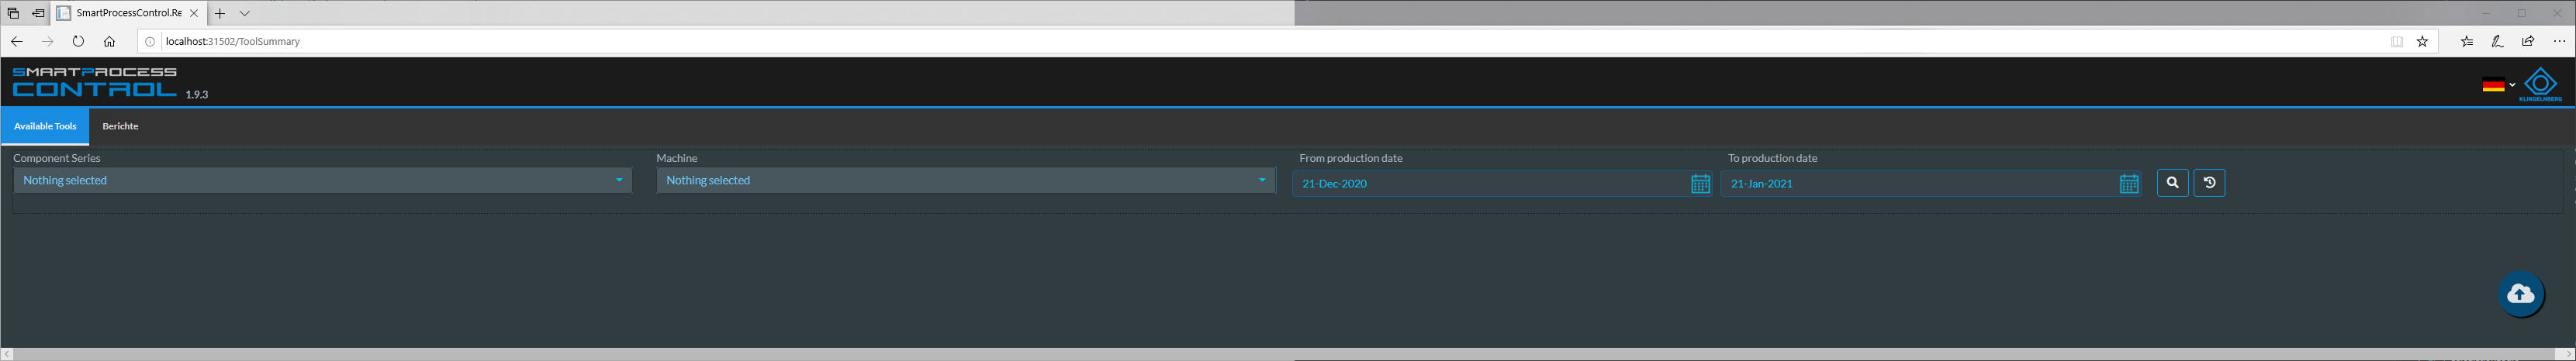 SmartProcessControl.Re
localhost:31502/ToolSummary
SMARTPROCESS
CONTROL 1.9.3
KLINGELNBERG
Available Tools Berichte
Component Series Machine From production date To production date
Nothing selected Nothing selected 21-Dec-2020 21-Jan-2021